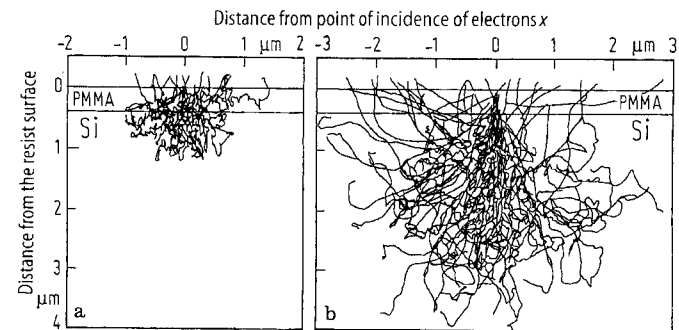 Distance from point of incidence of electrons x
-2 -1 0 1 μm 2 -3 -2 -1 0 1 2 μm 3
Distance from the resist surface
0
1
2
3
μm
4
PMMA
Si
a
PMMA
Si
b